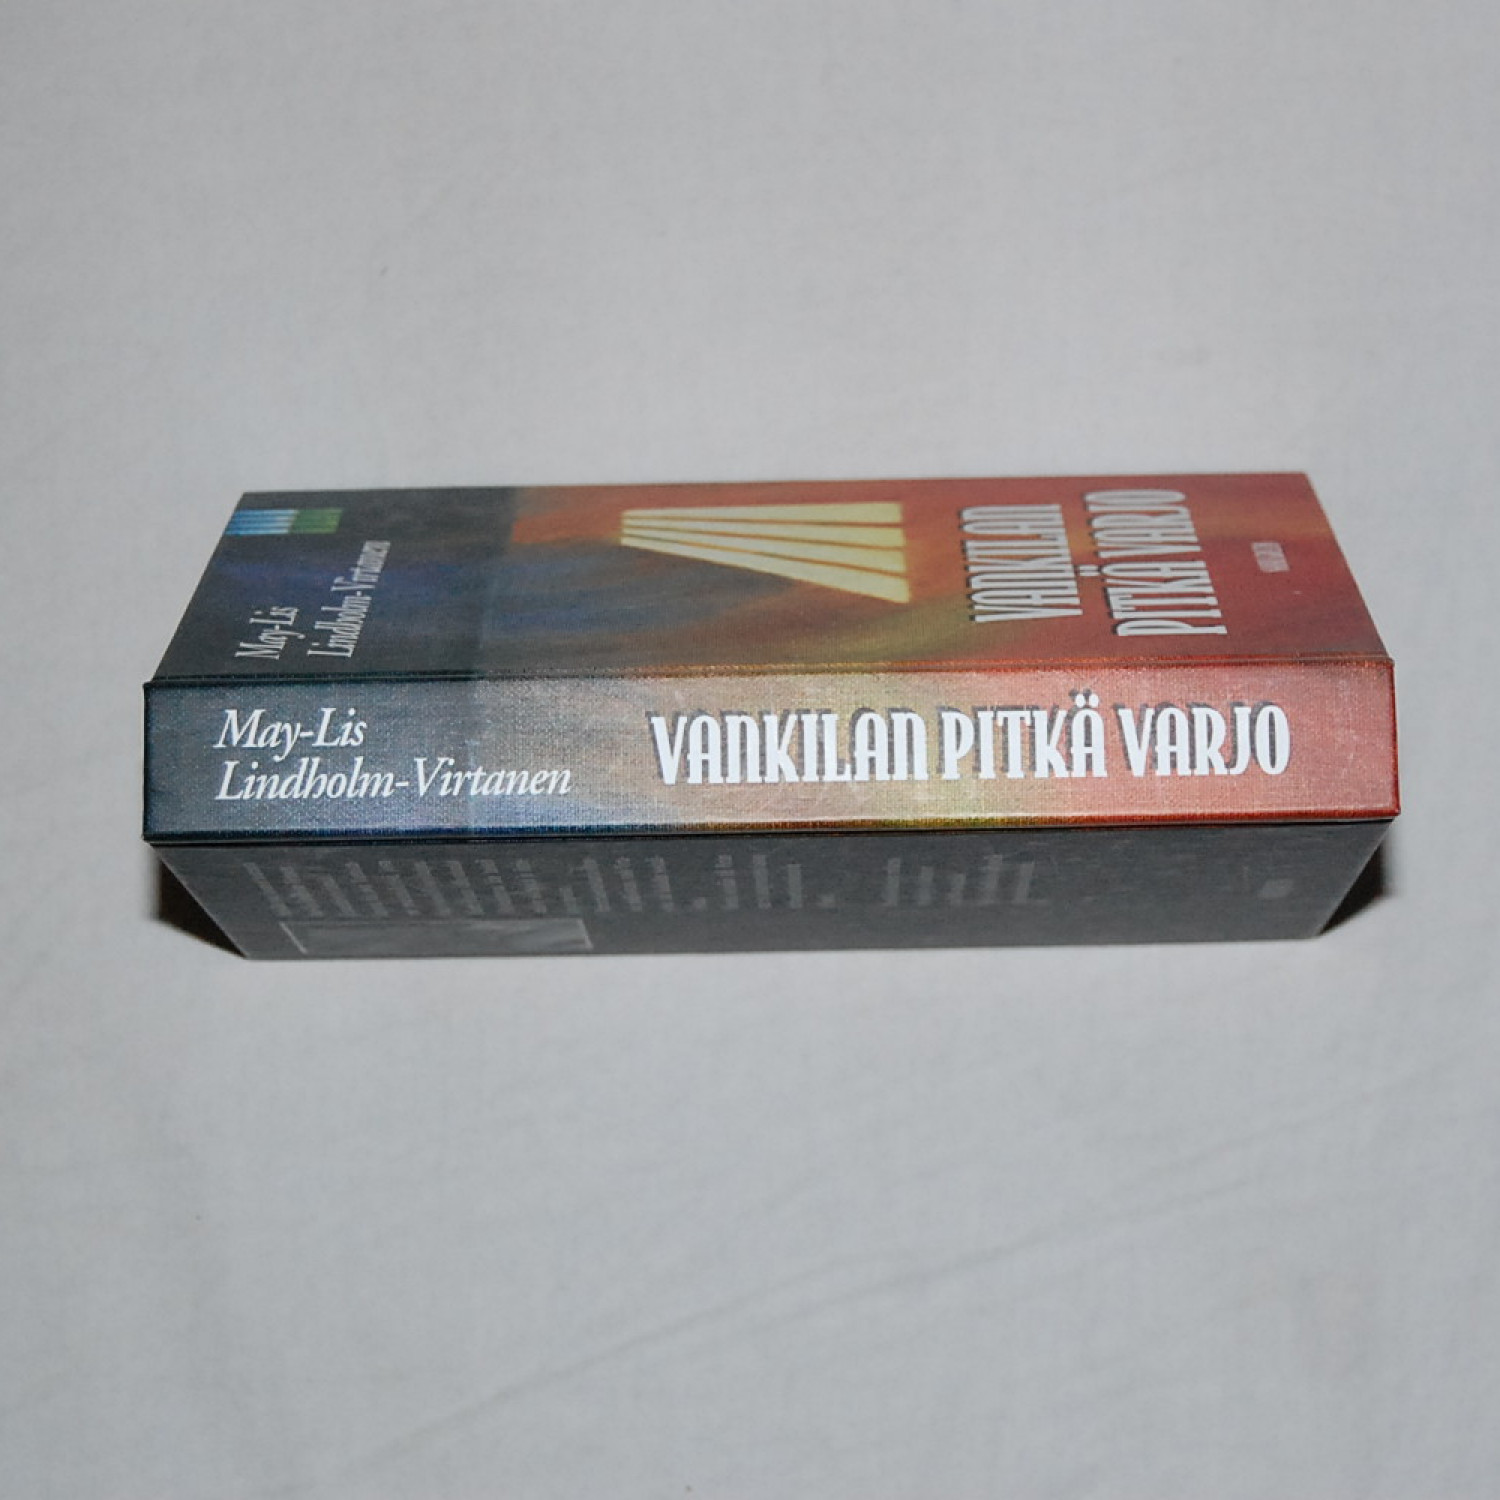 May-Lis
Lindholm-Virtanen
VANKILAN
PITKÄ VARJO
May-Lis
Lindholm-Virtanen
VANKILAN PITKÄ VARJO